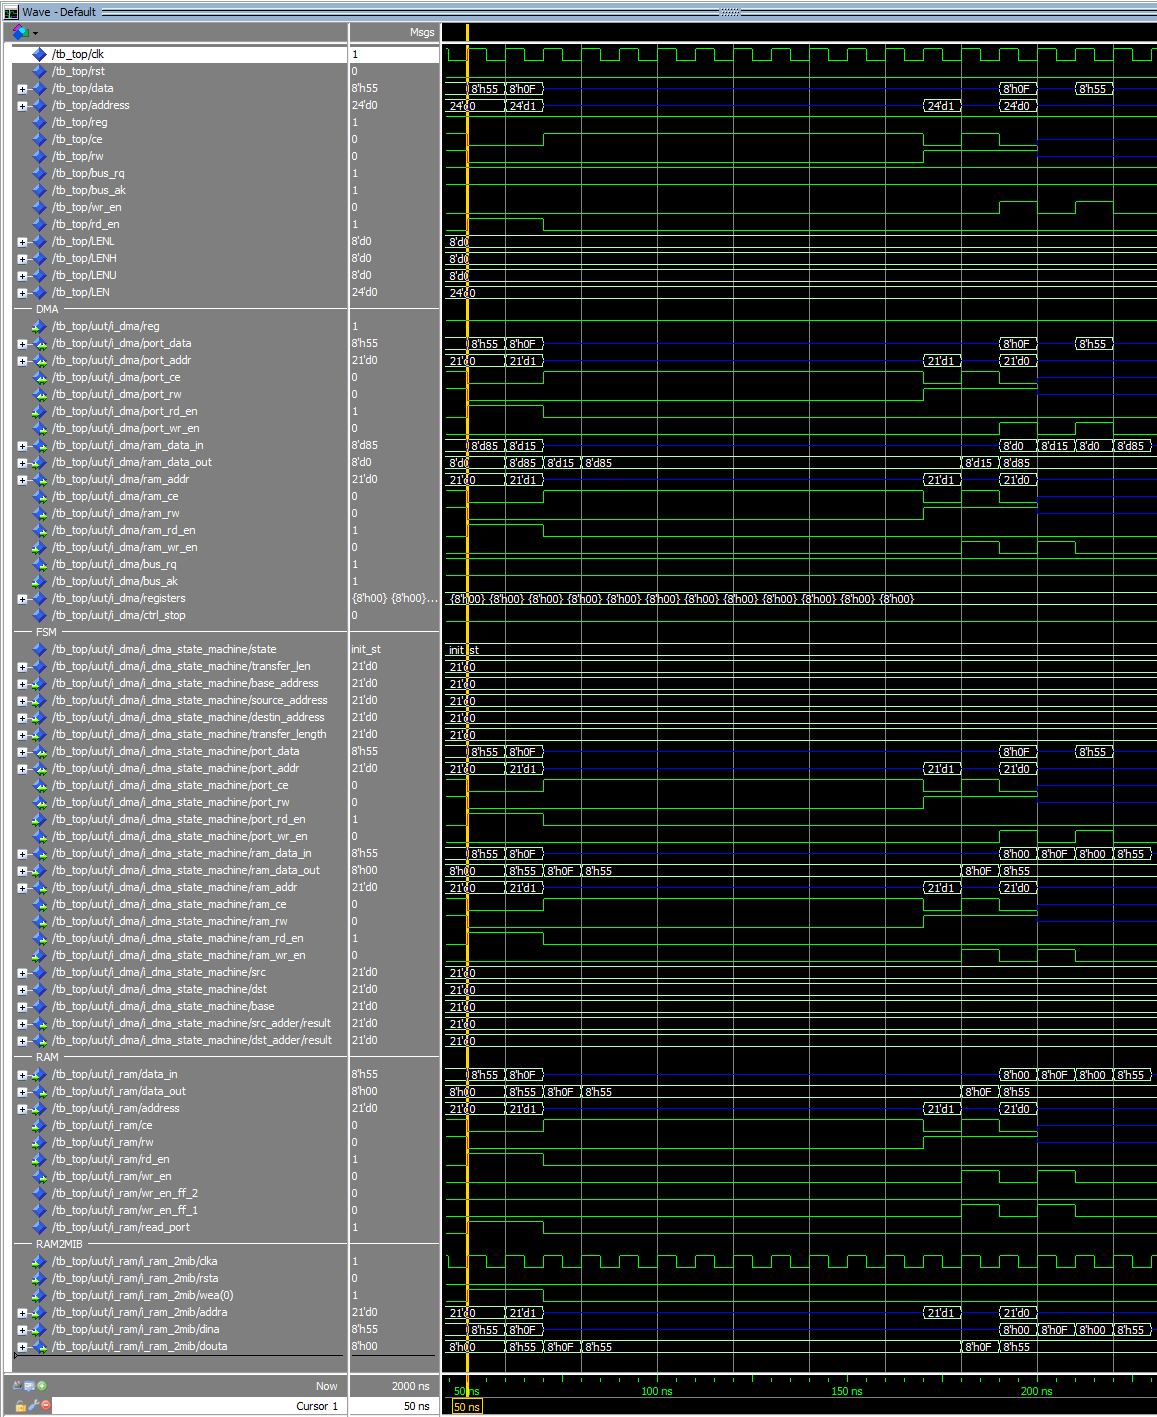 Wave - Default
Msgs
/tb_top/clk 1
/tb_top/rst 0
/tb_top/data 8'h55 8'h55 8'h0F 8'h0F 8'h55
/tb_top/address 24'd0 24'd0 24'd1 24'd1 24'd0
/tb_top/reg 1
/tb_top/ce 0
/tb_top/rw 0
/tb_top/bus_rq 1
/tb_top/bus_ak 1
/tb_top/wr_en 0
/tb_top/rd_en 1
/tb_top/LENL 8'd0 8'd0
/tb_top/LENH 8'd0 8'd0
/tb_top/LENU 8'd0 8'd0
/tb_top/LEN 24'd0 24'd0
DMA
/tb_top/uut/i_dma/reg 1
/tb_top/uut/i_dma/port_data 8'h55 8'h55 8'h0F 8'h0F 8'h55
/tb_top/uut/i_dma/port_addr 21'd0 21'd0 21'd1 21'd1 21'd0
/tb_top/uut/i_dma/port_ce 0
/tb_top/uut/i_dma/port_rw 0
/tb_top/uut/i_dma/port_rd_en 1
/tb_top/uut/i_dma/port_wr_en 0
/tb_top/uut/i_dma/ram_data_in 8'd85 8'd85 8'd15 8'd0 8'd15 8'd0 8'd85
/tb_top/uut/i_dma/ram_data_out 8'd0 8'd0 8'd85 8'd15 8'd85 8'd15 8'd85
/tb_top/uut/i_dma/ram_addr 21'd0 21'd0 21'd1 21'd1 21'd0
/tb_top/uut/i_dma/ram_ce 0
/tb_top/uut/i_dma/ram_rw 0
/tb_top/uut/i_dma/ram_rd_en 1
/tb_top/uut/i_dma/ram_wr_en 0
/tb_top/uut/i_dma/bus_rq 1
/tb_top/uut/i_dma/bus_ak 1
/tb_top/uut/i_dma/registers {8'h00} {8'h00}... {8'h00} {8'h00} {8'h00} {8'h00} {8'h00} {8'h00} {8'h00} {8'h00} {8'h00} {8'h00} {8'h00} {8'h00}
/tb_top/uut/i_dma/ctrl_stop 0
FSM
/tb_top/uut/i_dma/i_dma_state_machine/state init_st init_st
/tb_top/uut/i_dma/i_dma_state_machine/transfer_len 21'd0 21'd0
/tb_top/uut/i_dma/i_dma_state_machine/base_address 21'd0 21'd0
/tb_top/uut/i_dma/i_dma_state_machine/source_address 21'd0 21'd0
/tb_top/uut/i_dma/i_dma_state_machine/destin_address 21'd0 21'd0
/tb_top/uut/i_dma/i_dma_state_machine/transfer_length 21'd0 21'd0
/tb_top/uut/i_dma/i_dma_state_machine/port_data 8'h55 8'h55 8'h0F 8'h0F 8'h55
/tb_top/uut/i_dma/i_dma_state_machine/port_addr 21'd0 21'd0 21'd1 21'd1 21'd0
/tb_top/uut/i_dma/i_dma_state_machine/port_ce 0
/tb_top/uut/i_dma/i_dma_state_machine/port_rw 0
/tb_top/uut/i_dma/i_dma_state_machine/port_rd_en 1
/tb_top/uut/i_dma/i_dma_state_machine/port_wr_en 0
/tb_top/uut/i_dma/i_dma_state_machine/ram_data_in 8'h55 8'h55 8'h0F 8'h00 8'h0F 8'h00 8'h55
/tb_top/uut/i_dma/i_dma_state_machine/ram_data_out 8'h00 8'h00 8'h55 8'h0F 8'h55 8'h0F 8'h55
/tb_top/uut/i_dma/i_dma_state_machine/ram_addr 21'd0 21'd0 21'd1 21'd1 21'd0
/tb_top/uut/i_dma/i_dma_state_machine/ram_ce 0
/tb_top/uut/i_dma/i_dma_state_machine/ram_rw 0
/tb_top/uut/i_dma/i_dma_state_machine/ram_rd_en 1
/tb_top/uut/i_dma/i_dma_state_machine/ram_wr_en 0
/tb_top/uut/i_dma/i_dma_state_machine/src 21'd0 21'd0
/tb_top/uut/i_dma/i_dma_state_machine/dst 21'd0 21'd0
/tb_top/uut/i_dma/i_dma_state_machine/base 21'd0 21'd0
/tb_top/uut/i_dma/i_dma_state_machine/src_adder/result 21'd0 21'd0
/tb_top/uut/i_dma/i_dma_state_machine/dst_adder/result 21'd0 21'd0
RAM
/tb_top/uut/i_ram/data_in 8'h55 8'h55 8'h0F 8'h00 8'h0F 8'h00 8'h55
/tb_top/uut/i_ram/data_out 8'h00 8'h00 8'h55 8'h0F 8'h55 8'h0F 8'h55
/tb_top/uut/i_ram/address 21'd0 21'd0 21'd1 21'd1 21'd0
/tb_top/uut/i_ram/ce 0
/tb_top/uut/i_ram/rw 0
/tb_top/uut/i_ram/rd_en 1
/tb_top/uut/i_ram/wr_en 0
/tb_top/uut/i_ram/wr_en_ff_2 0
/tb_top/uut/i_ram/wr_en_ff_1 0
/tb_top/uut/i_ram/read_port 1
RAM2MIB
/tb_top/uut/i_ram/i_ram_2mib/clka 1
/tb_top/uut/i_ram/i_ram_2mib/rsta 0
/tb_top/uut/i_ram/i_ram_2mib/wea(0) 1
/tb_top/uut/i_ram/i_ram_2mib/addra 21'd0 21'd0 21'd1 21'd1 21'd0
/tb_top/uut/i_ram/i_ram_2mib/dina 8'h55 8'h55 8'h0F 8'h00 8'h0F 8'h00 8'h55
/tb_top/uut/i_ram/i_ram_2mib/douta 8'h00 8'h00 8'h55 8'h0F 8'h55 8'h0F 8'h55
Now 2000 ns 50 ns 100 ns 150 ns 200 ns
Cursor 1 50 ns 50 ns